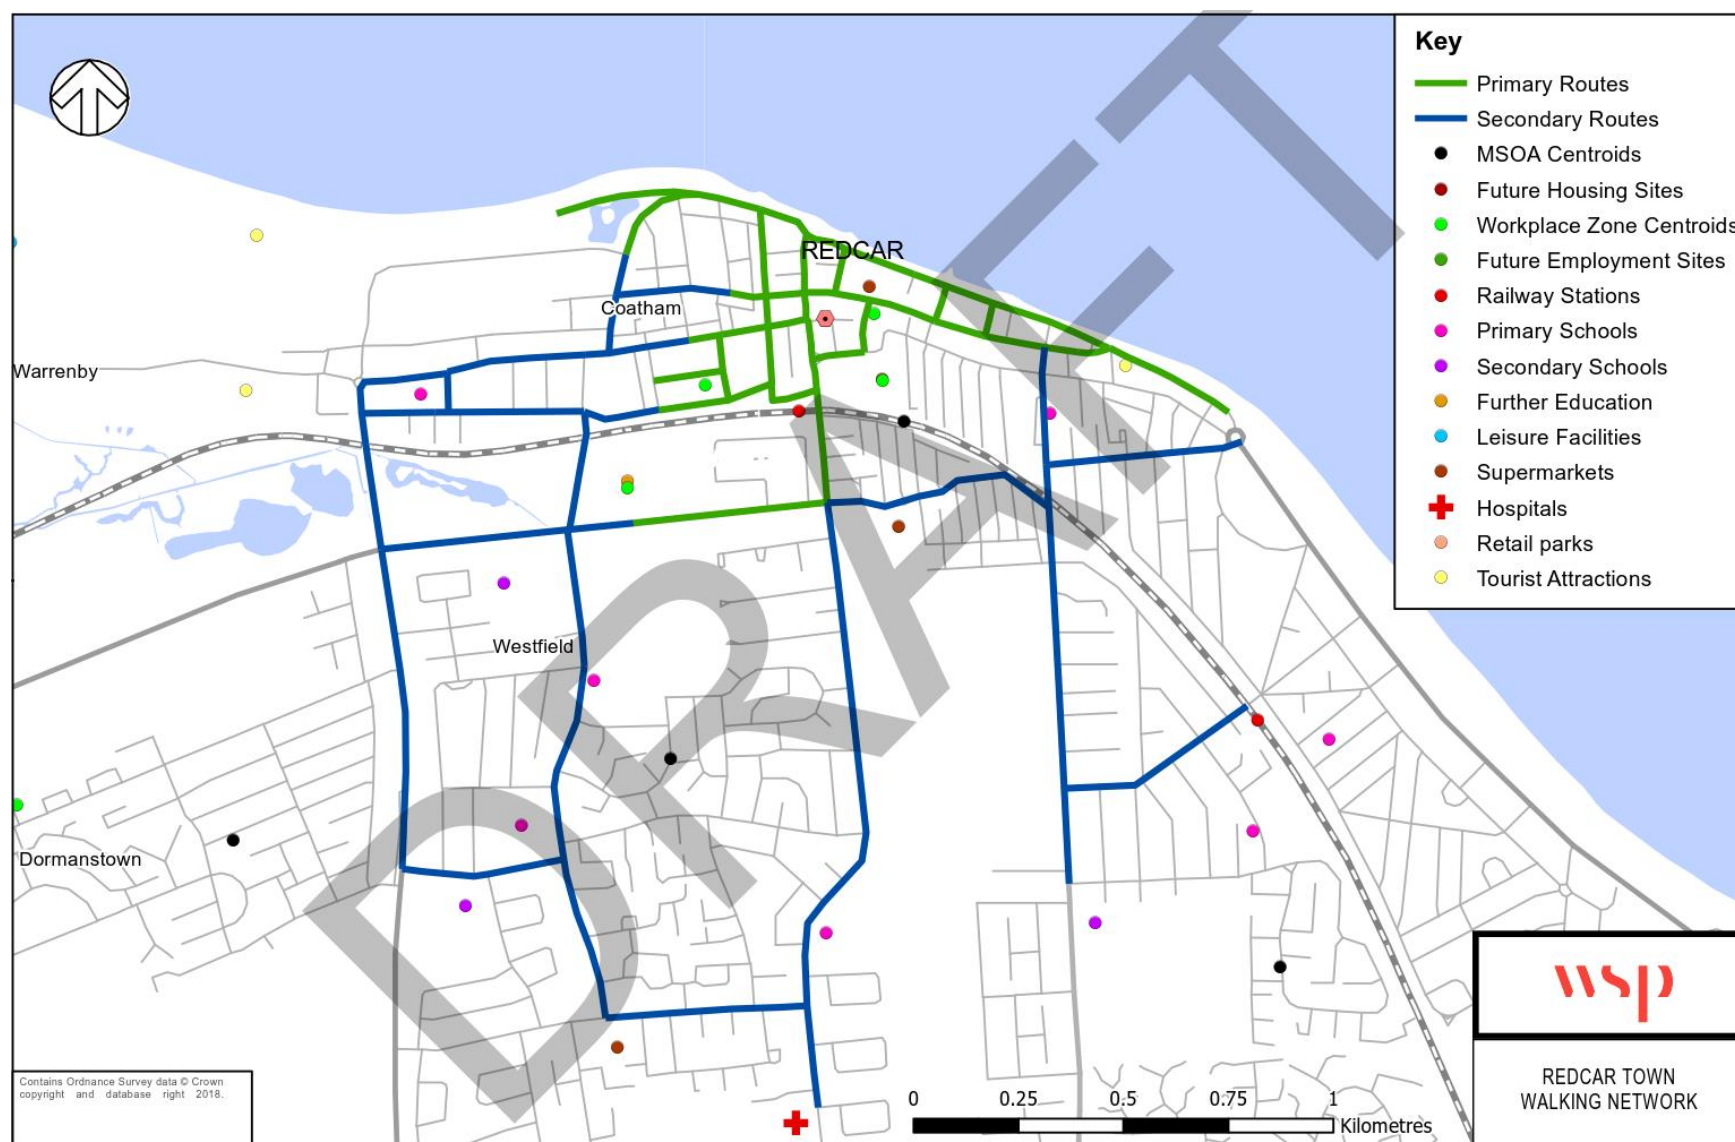 Key
Primary Routes
Secondary Routes
MSOA Centroids
Future Housing Sites
Workplace Zone Centroids
Future Employment Sites
Railway Stations
Primary Schools
Secondary Schools
Further Education
Leisure Facilities
Supermarkets
Hospitals
Retail parks
Tourist Attractions
REDCAR
Coatham
Warrenby
Westfield
Dormanstown
DRAFT
Contains Ordnance Survey data © Crown
copyright and database right 2018.
0 0.25 0.5 0.75 1
Kilometres
wsp
REDCAR TOWN
WALKING NETWORK